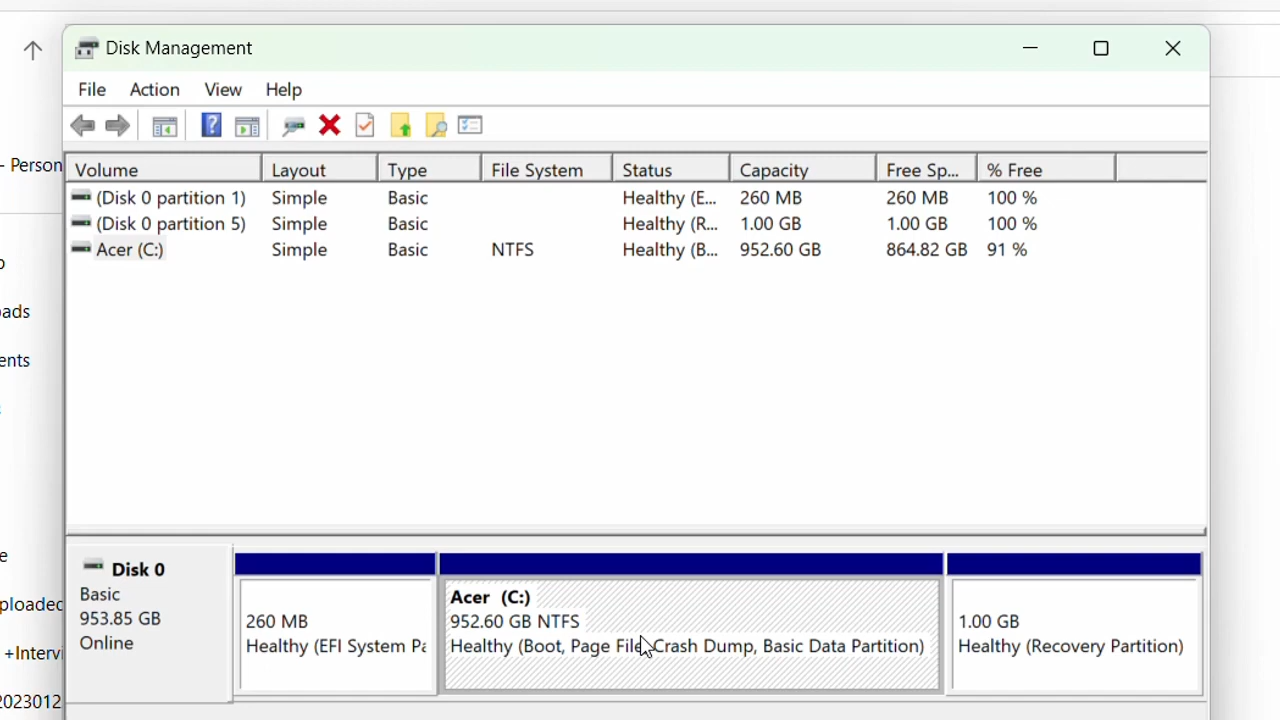 Disk Management
File Action View Help
- Person
Volume Layout Type File System Status Capacity Free Sp... % Free
(Disk 0 partition 1) Simple Basic Healthy (E... 260 MB 260 MB 100 %
(Disk 0 partition 5) Simple Basic Healthy (R... 1.00 GB 1.00 GB 100 %
Acer (C:) Simple Basic NTFS Healthy (B... 952.60 GB 864.82 GB 91 %
oads
ents
e
ploaded
+Intervi
2023012
Disk 0
Basic
953.85 GB
Online
260 MB
Healthy (EFI System Pa
Acer (C:)
952.60 GB NTFS
Healthy (Boot, Page File, Crash Dump, Basic Data Partition)
1.00 GB
Healthy (Recovery Partition)